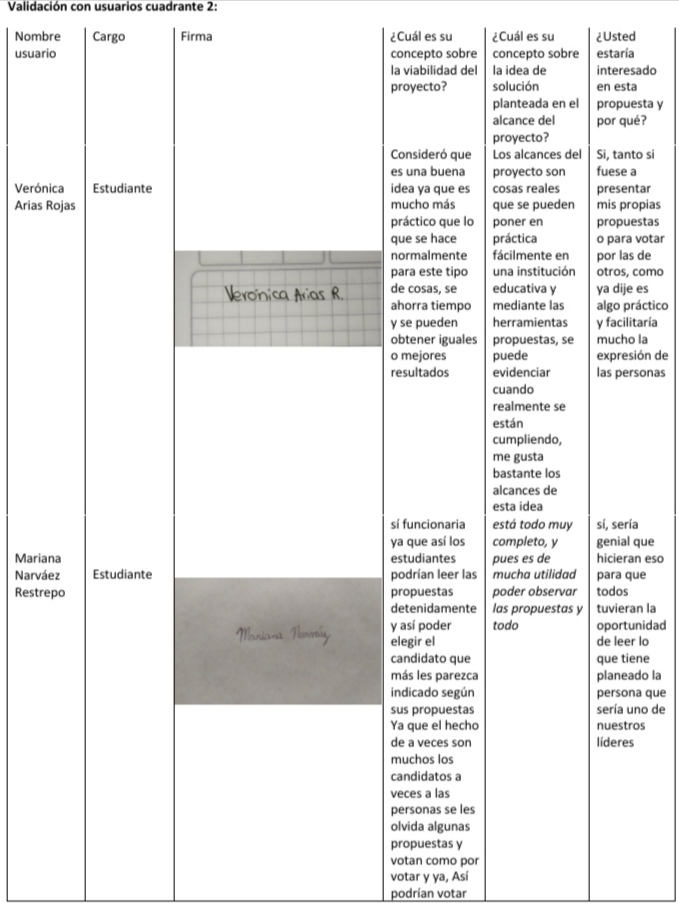 Validación con usuarios cuadrante 2:
Nombre usuario
Cargo
Firma
¿Cuál es su concepto sobre la viabilidad del proyecto?
¿Cuál es su concepto sobre la idea de solución planteada en el alcance del proyecto?
¿Usted estaría interesado en esta propuesta y por qué?
Verónica Arias Rojas
Estudiante
Verónica Arias R.
Consideró que
es una buena
idea ya que es
mucho más
práctico que lo
que se hace
normalmente
para este tipo
de cosas, se
ahorra tiempo
y se pueden
obtener iguales
o mejores
resultados
Los alcances del
proyecto son
cosas reales
que se pueden
poner en
práctica
fácilmente en
una institución
educativa y
mediante las
herramientas
propuestas, se
puede
evidenciar
cuando
realmente se
están
cumpliendo,
me gusta
bastante los
alcances de
esta idea
Si, tanto si
fuese a
presentar
mis propias
propuestas
o para votar
por las de
otros, como
ya dije es
algo práctico
y facilitaría
mucho la
expresión de
las personas
Mariana
Narváez
Restrepo
Estudiante
Mariana Narváez
sí funcionaria
ya que así los
estudiantes
podrían leer las
propuestas
detenidamente
y así poder
elegir el
candidato que
más les parezca
indicado según
sus propuestas
Ya que el hecho
de a veces son
muchos los
candidatos a
veces a las
personas se les
olvida algunas
propuestas y
votan como por
votar y ya, Así
podrían votar
está todo muy
completo, y
pues es de
mucha utilidad
poder observar
las propuestas y
todo
sí, sería
genial que
hicieran eso
para que
todos
tuvieran la
oportunidad
de leer lo
que tiene
planeado la
persona que
sería uno de
nuestros
líderes